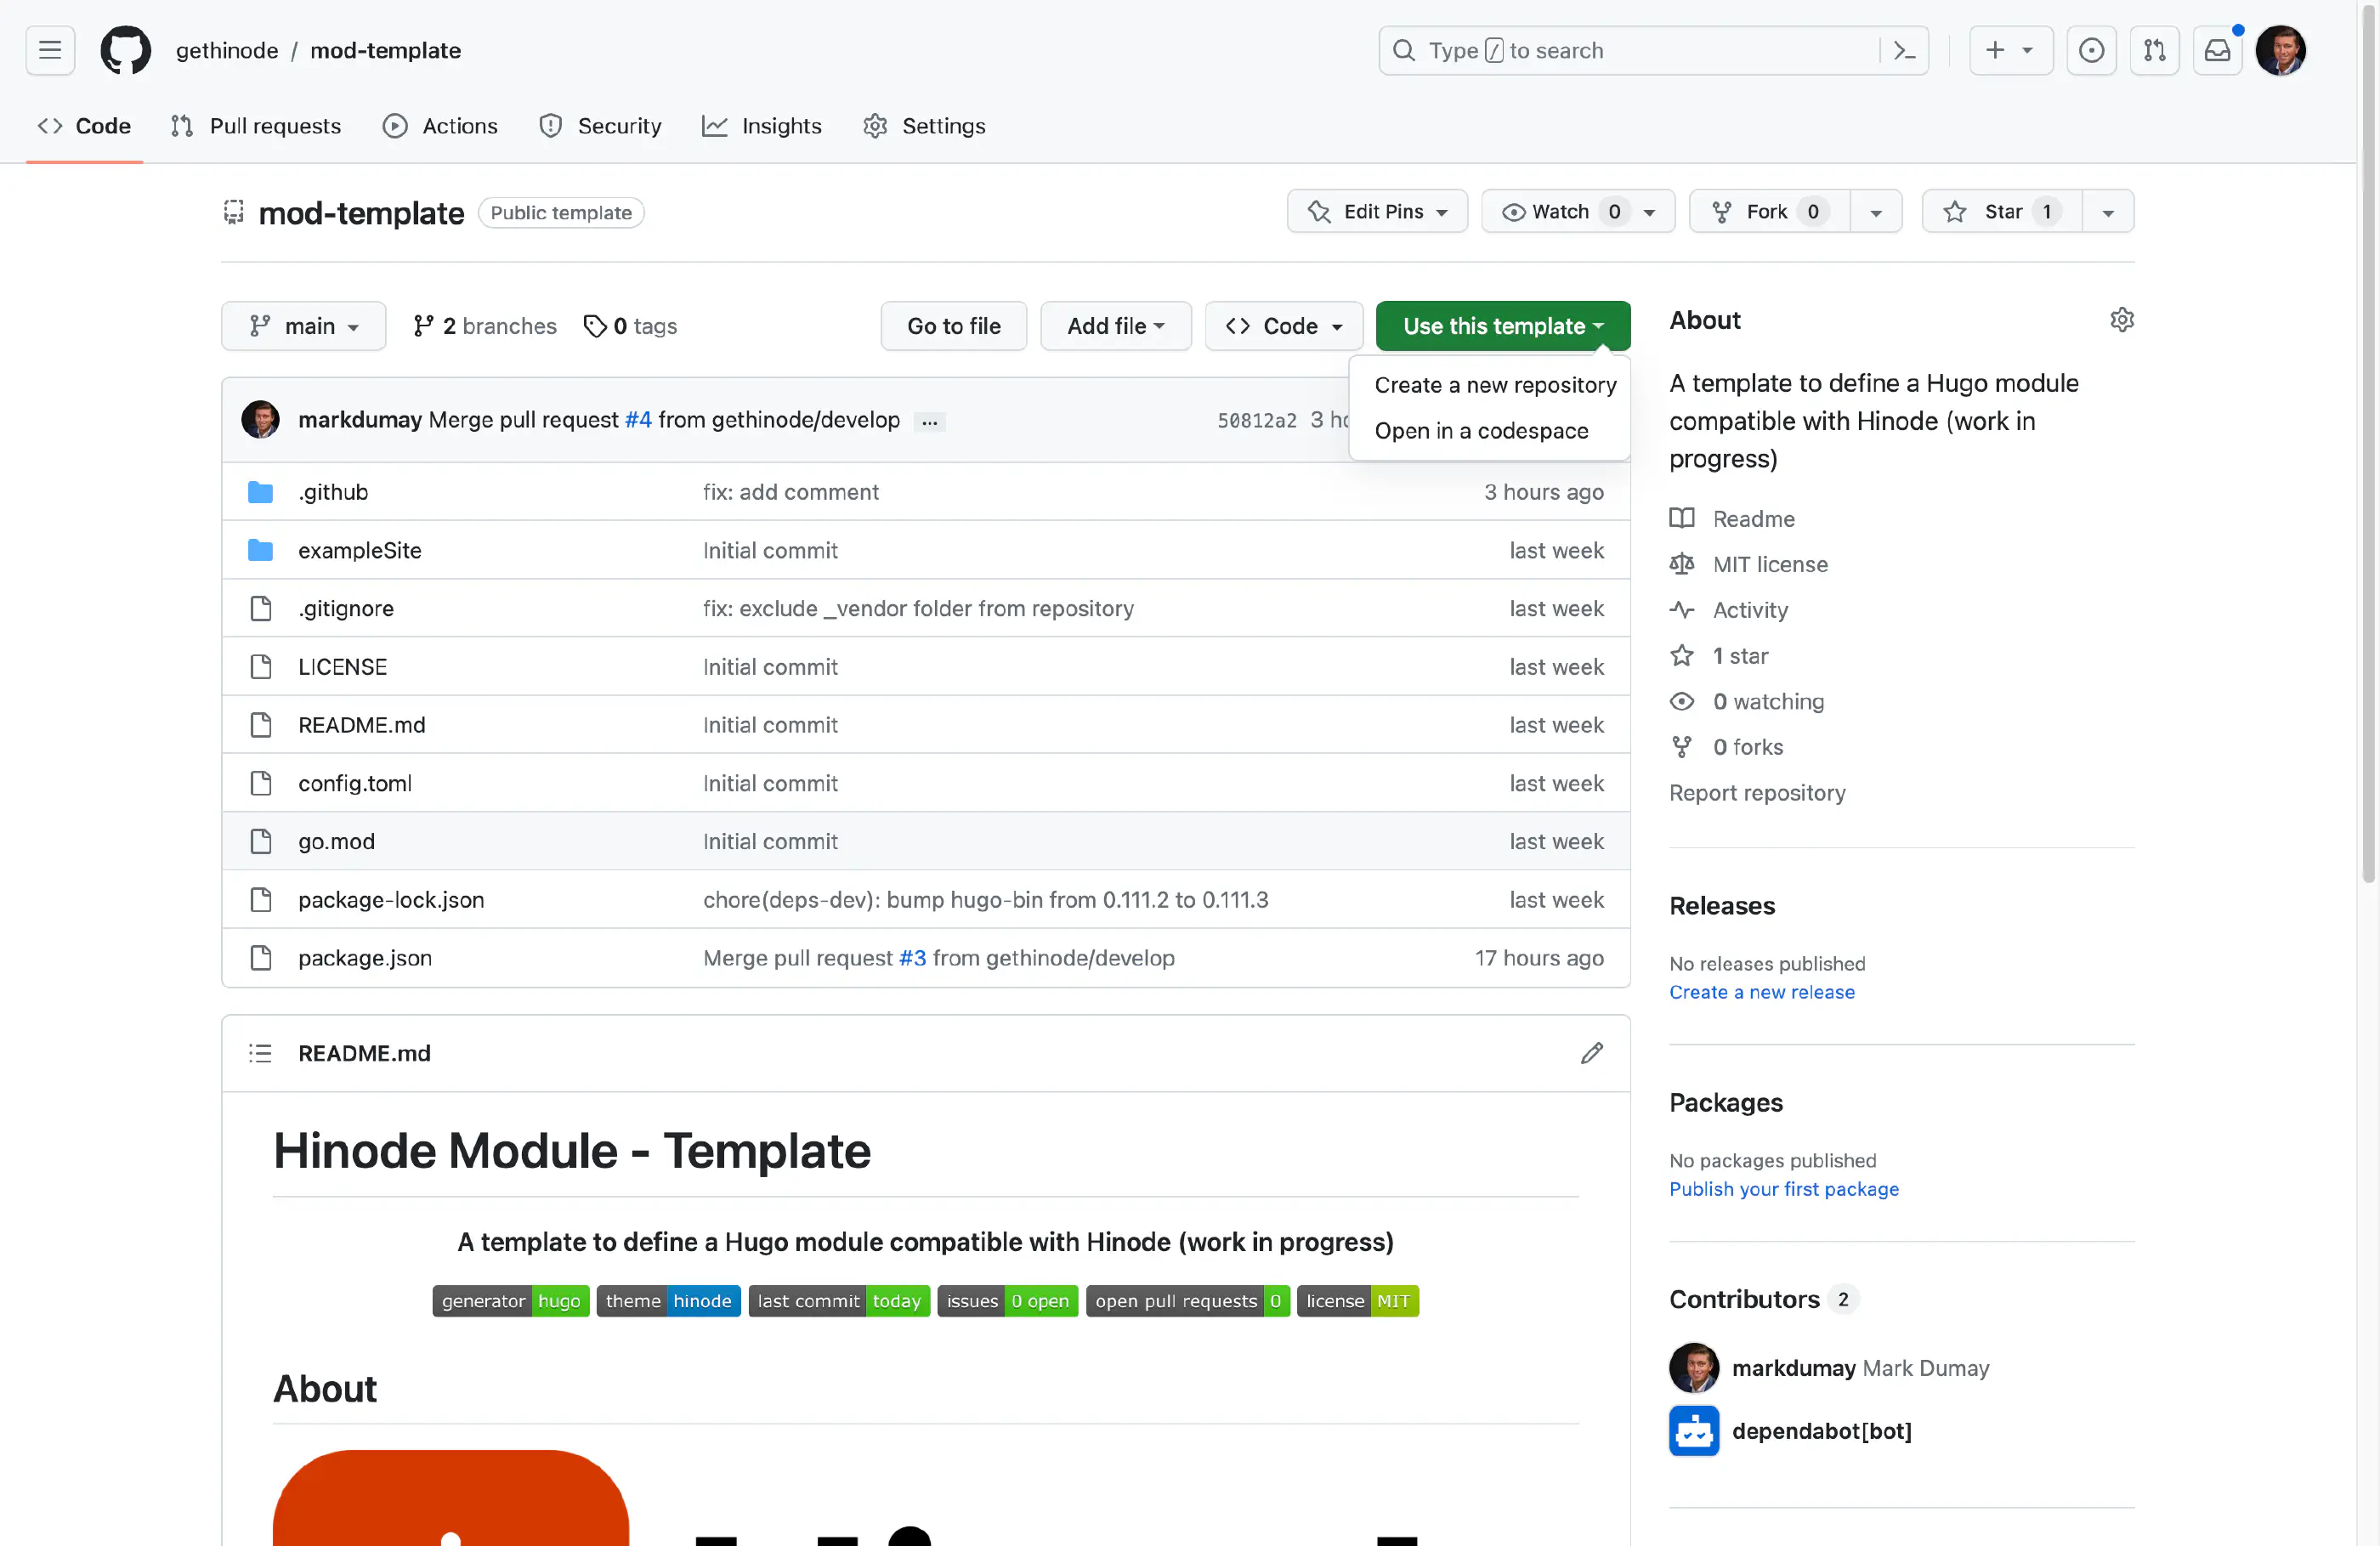 gethinode / mod-template
Type / to search
Code Pull requests Actions Security Insights Settings
mod-template Public template
Edit Pins Watch 0 Fork 0 Star 1
main 2 branches 0 tags Go to file Add file Code Use this template
Create a new repository
Open in a codespace
markdumay Merge pull request #4 from gethinode/develop ... 50812a2 3
.github fix: add comment 3 hours ago
exampleSite Initial commit last week
.gitignore fix: exclude _vendor folder from repository last week
LICENSE Initial commit last week
README.md Initial commit last week
config.toml Initial commit last week
go.mod Initial commit last week
package-lock.json chore(deps-dev): bump hugo-bin from 0.111.2 to 0.111.3 last week
package.json Merge pull request #3 from gethinode/develop 17 hours ago
README.md
Hinode Module - Template
A template to define a Hugo module compatible with Hinode (work in progress)
generator hugo theme hinode last commit today issues 0 open open pull requests 0 license MIT
About
About
A template to define a Hugo module
compatible with Hinode (work in
progress)
Readme
MIT license
Activity
1 star
0 watching
0 forks
Report repository
Releases
No releases published
Create a new release
Packages
No packages published
Publish your first package
Contributors 2
markdumay Mark Dumay
dependabot[bot]